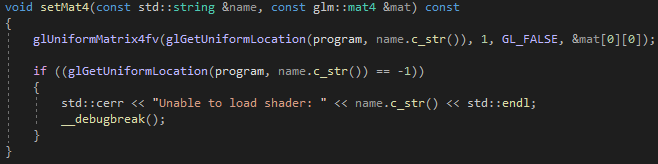 void setMat4(const std::string &name, const glm::mat4 &mat) const
{
glUniformMatrix4fv(glGetUniformLocation(program, name.c_str()), 1, GL_FALSE, &mat[0][0]);
if ((glGetUniformLocation(program, name.c_str()) == -1))
{
std::cerr << "Unable to load shader: " << name.c_str() << std::endl;
__debugbreak();
}
}